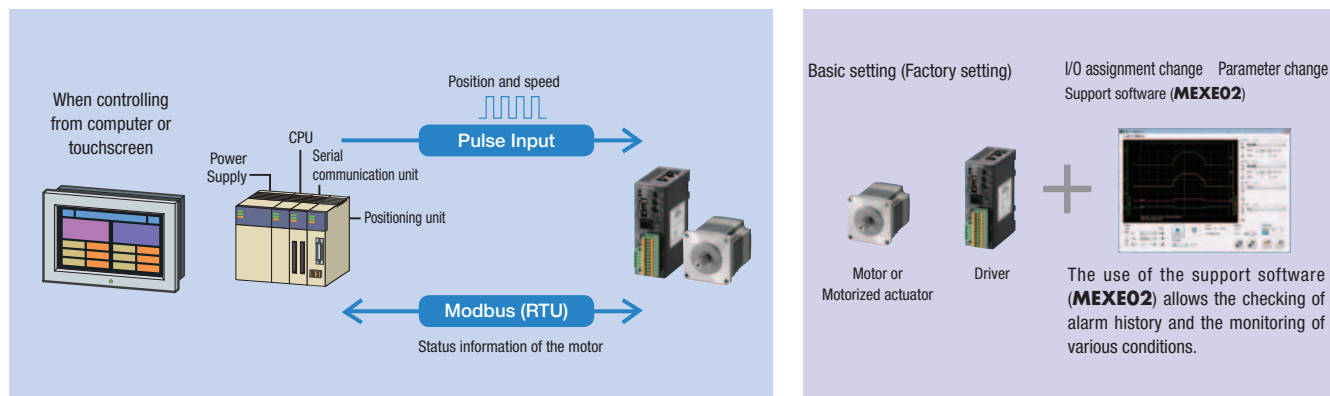 When controlling
from computer or
touchscreen
Power
Supply
CPU
Serial
communication unit
Positioning unit
Position and speed
Pulse Input
Modbus (RTU)
Status information of the motor
Basic setting (Factory setting)
I/O assignment change Parameter change
Support software (MEXE02)
Motor or
Motorized actuator
Driver
The use of the support software
(MEXE02) allows the checking of
alarm history and the monitoring of
various conditions.